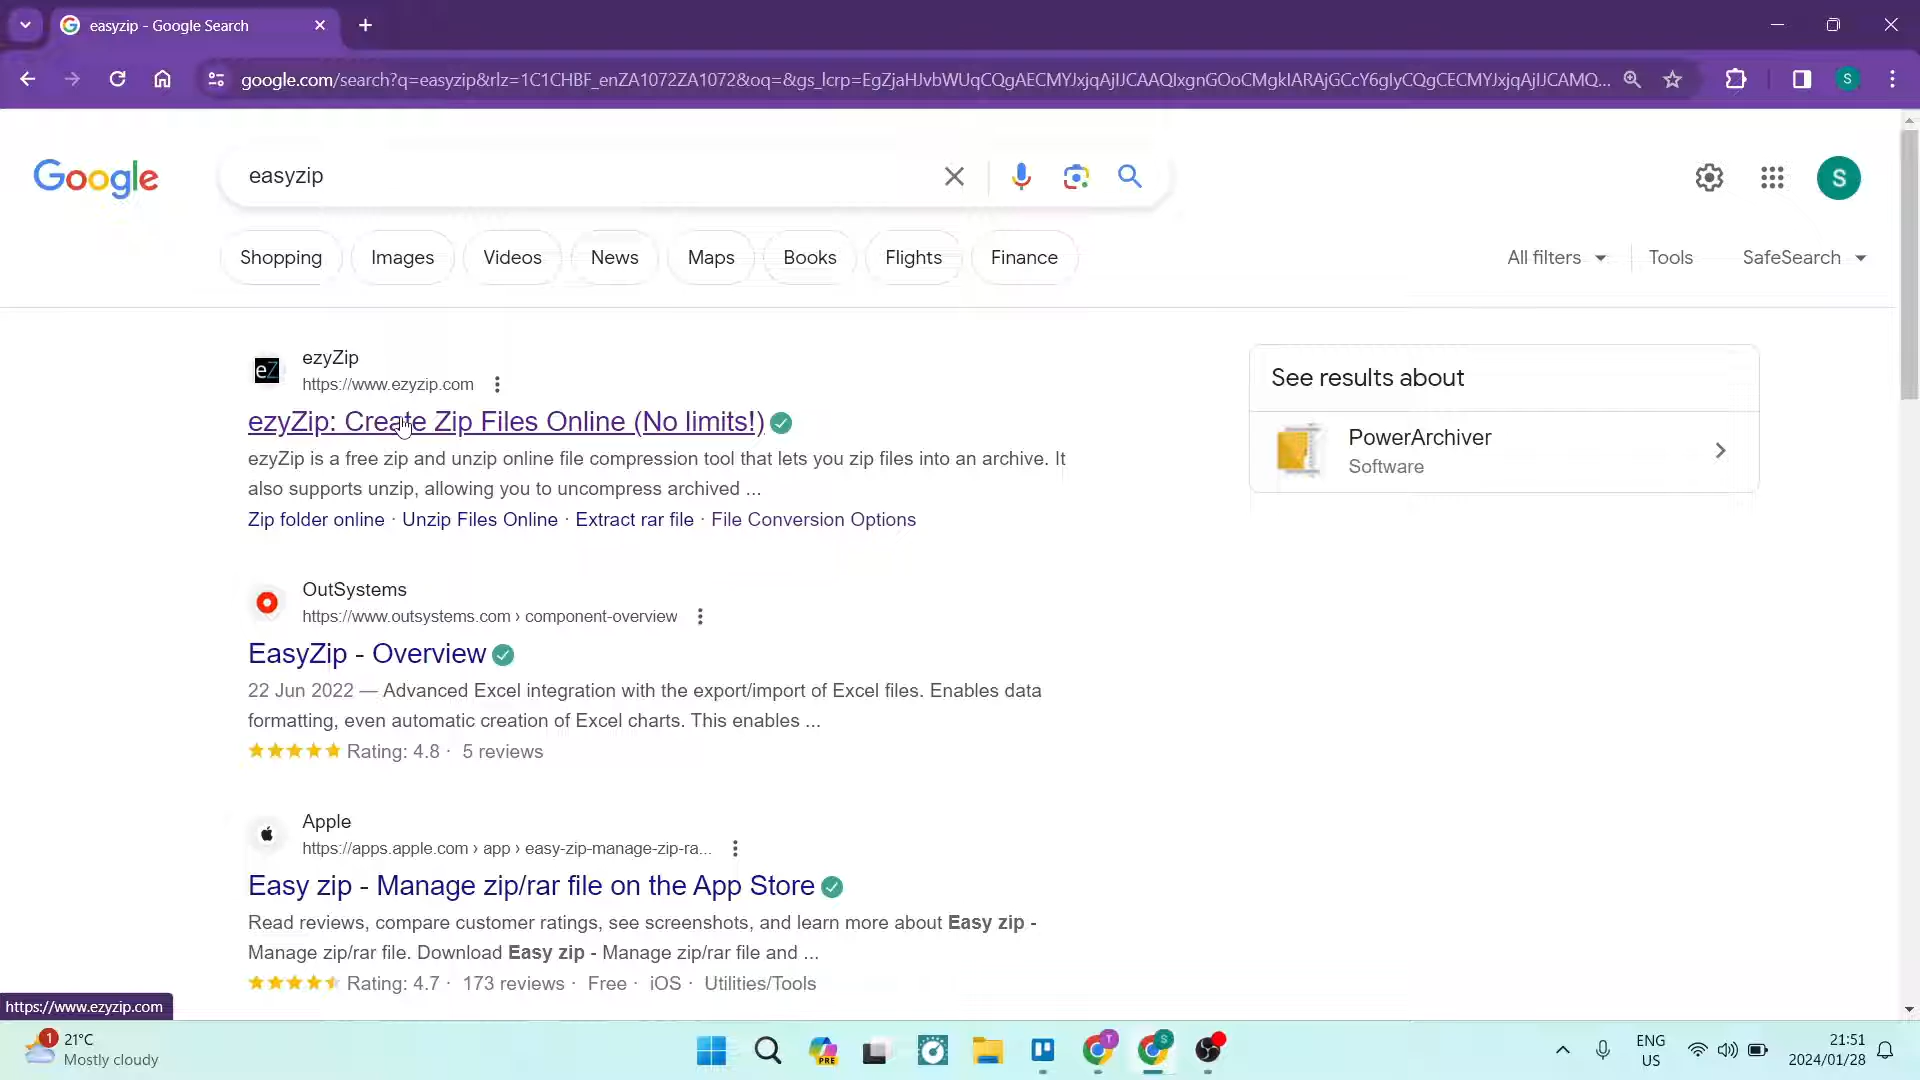 easyzip - Google Search
google.com/search?q=easyzip&rlz=1C1CHBF_enZA1072ZA1072&oq=&gs_lcrp=EgZjaHJvbWUqCQgAECMYJxjqAjIJCAAQIxgnGOoCMgkIARAjGCcY6gIyCQgCECMYJxjqAjIJCAMQ...
S
Google
easyzip
S
Shopping
Images
Videos
News
Maps
Books
Flights
Finance
All filters
Tools
SafeSearch
eZ
ezyZip
https://www.ezyzip.com
ezyZip: Create Zip Files Online (No limits!)
ezyZip is a free zip and unzip online file compression tool that lets you zip files into an archive. It
also supports unzip, allowing you to uncompress archived ...
Zip folder online · Unzip Files Online · Extract rar file · File Conversion Options
See results about
PowerArchiver
Software
OutSystems
https://www.outsystems.com › component-overview
EasyZip - Overview
22 Jun 2022 — Advanced Excel integration with the export/import of Excel files. Enables data
formatting, even automatic creation of Excel charts. This enables ...
Rating: 4.8 · 5 reviews
Apple
https://apps.apple.com › app › easy-zip-manage-zip-ra...
Easy zip - Manage zip/rar file on the App Store
Read reviews, compare customer ratings, see screenshots, and learn more about Easy zip -
Manage zip/rar file. Download Easy zip - Manage zip/rar file and ...
Rating: 4.7 · 173 reviews · Free · iOS · Utilities/Tools
https://www.ezyzip.com
1
21°C
Mostly cloudy
PRE
T
S
ENG
US
21:51
2024/01/28